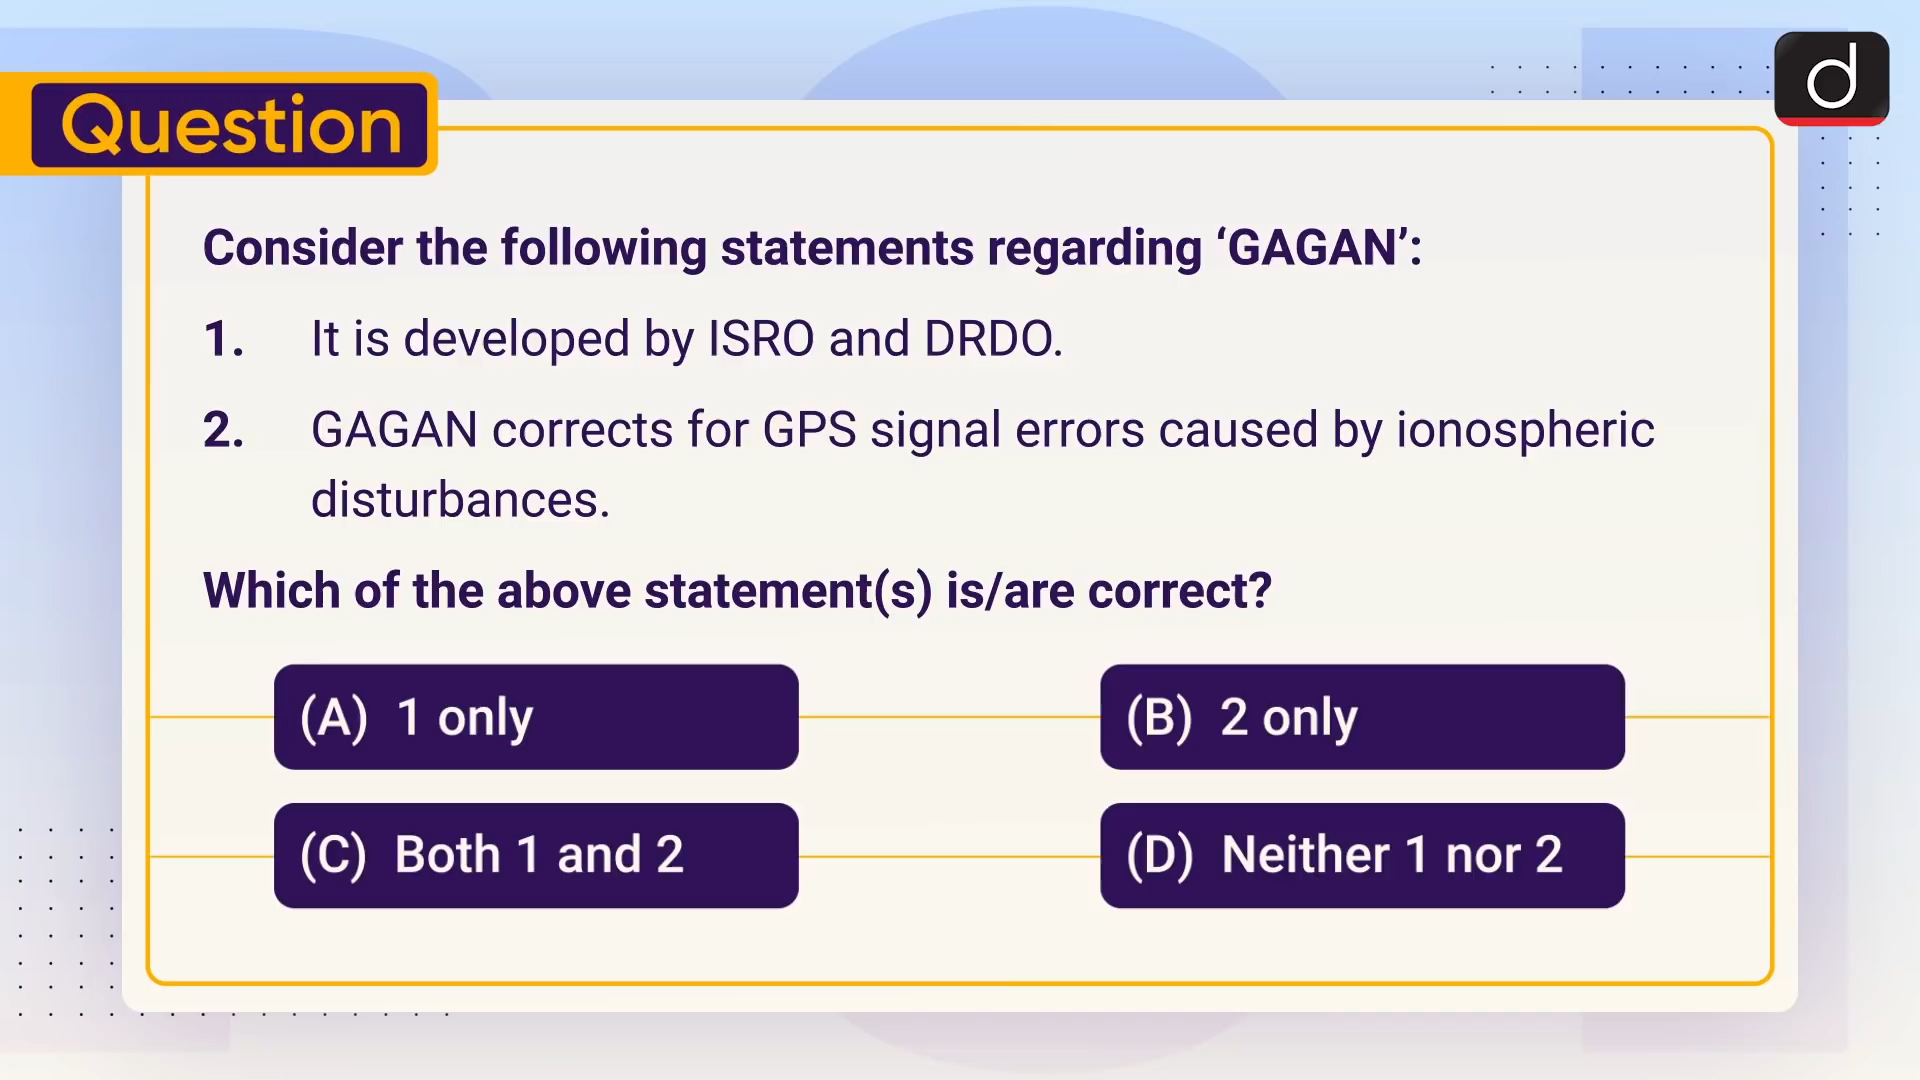 Question
Consider the following statements regarding ‘GAGAN’:
1. It is developed by ISRO and DRDO.
2. GAGAN corrects for GPS signal errors caused by ionospheric
disturbances.
Which of the above statement(s) is/are correct?
(A) 1 only
(B) 2 only
(C) Both 1 and 2
(D) Neither 1 nor 2
d